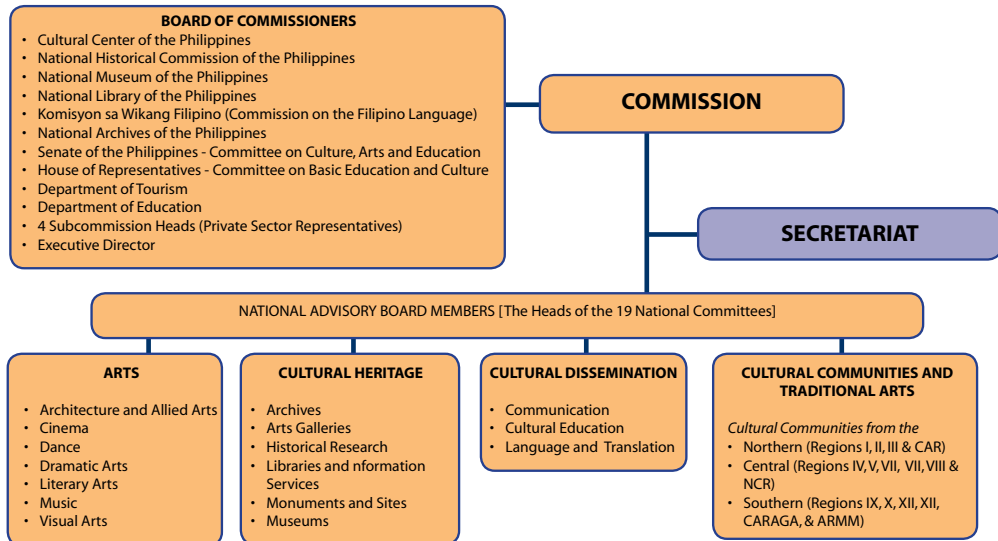 BOARD OF COMMISSIONERS
• Cultural Center of the Philippines
• National Historical Commission of the Philippines
• National Museum of the Philippines
• National Library of the Philippines
• Komisyon sa Wikang Filipino (Commission on the Filipino Language)
• National Archives of the Philippines
• Senate of the Philippines - Committee on Culture, Arts and Education
• House of Representatives - Committee on Basic Education and Culture
• Department of Tourism
• Department of Education
• 4 Subcommission Heads (Private Sector Representatives)
• Executive Director
COMMISSION
SECRETARIAT
NATIONAL ADVISORY BOARD MEMBERS [The Heads of the 19 National Committees]
ARTS
• Architecture and Allied Arts
• Cinema
• Dance
• Dramatic Arts
• Literary Arts
• Music
• Visual Arts
CULTURAL HERITAGE
• Archives
• Arts Galleries
• Historical Research
• Libraries and nformation
Services
• Monuments and Sites
• Museums
CULTURAL DISSEMINATION
• Communication
• Cultural Education
• Language and Translation
CULTURAL COMMUNITIES AND
TRADITIONAL ARTS
Cultural Communities from the
• Northern (Regions I, II, III & CAR)
• Central (Regions IV, V, VII, VII, VIII &
NCR)
• Southern (Regions IX, X, XII, XII,
CARAGA, & ARMM)